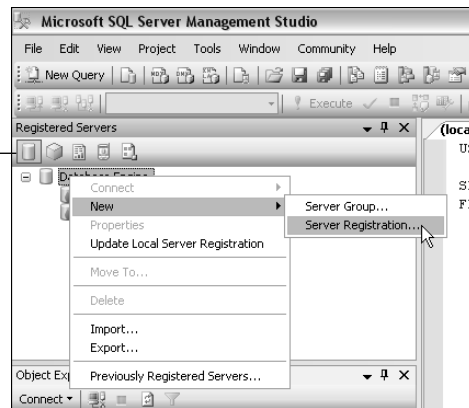 Microsoft SQL Server Management Studio
File Edit View Project Tools Window Community Help
New Query
Execute
Registered Servers
(loca
Database Engine
Connect
New
Properties
Update Local Server Registration
Move To...
Delete
Import...
Export...
Previously Registered Servers...
Server Group...
Server Registration...
U
S
F
Object Exp
Connect